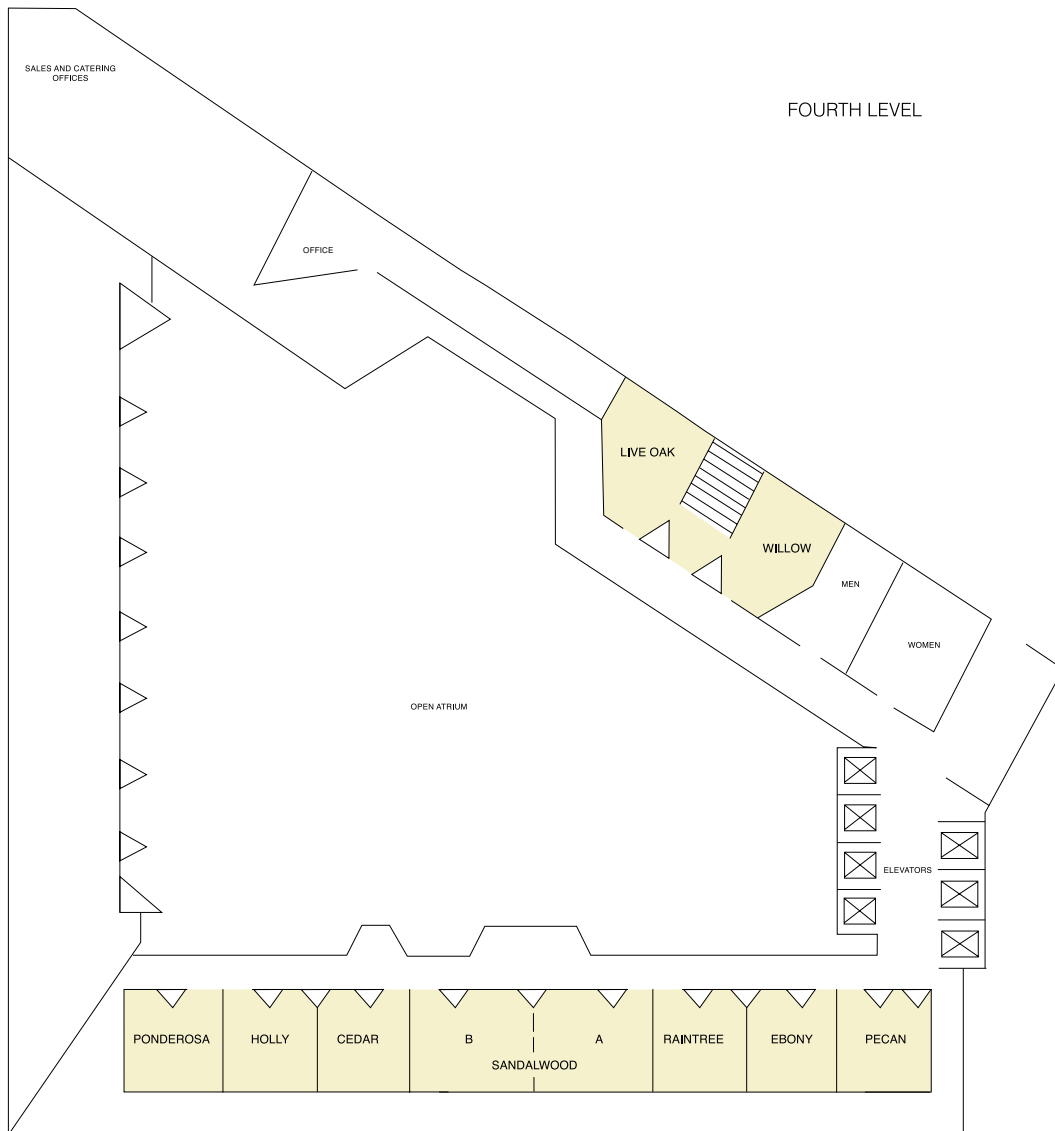 SALES AND CATERING
OFFICES
FOURTH LEVEL
OFFICE
LIVE OAK
WILLOW
MEN
WOMEN
OPEN ATRIUM
ELEVATORS
PONDEROSA
HOLLY
CEDAR
B
A
RAINTREE
EBONY
PECAN
SANDALWOOD